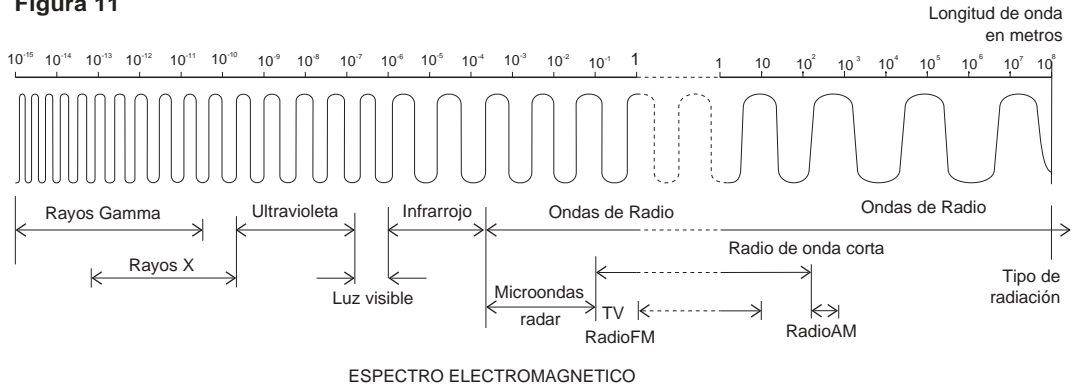 Figura 11
Longitud de onda
en metros
10⁻¹⁵ 10⁻¹⁴ 10⁻¹³ 10⁻¹² 10⁻¹¹ 10⁻¹⁰ 10⁻⁹ 10⁻⁸ 10⁻⁷ 10⁻⁶ 10⁻⁵ 10⁻⁴ 10⁻³ 10⁻² 10⁻¹ 1 1 10 10² 10³ 10⁴ 10⁵ 10⁶ 10⁷ 10⁸
Rayos Gamma Ultravioleta Infrarrojo Ondas de Radio Ondas de Radio
Radio de onda corta
Rayos X
Luz visible
Microondas
radar
TV
RadioFM
RadioAM
Tipo de
radiación
ESPECTRO ELECTROMAGNETICO